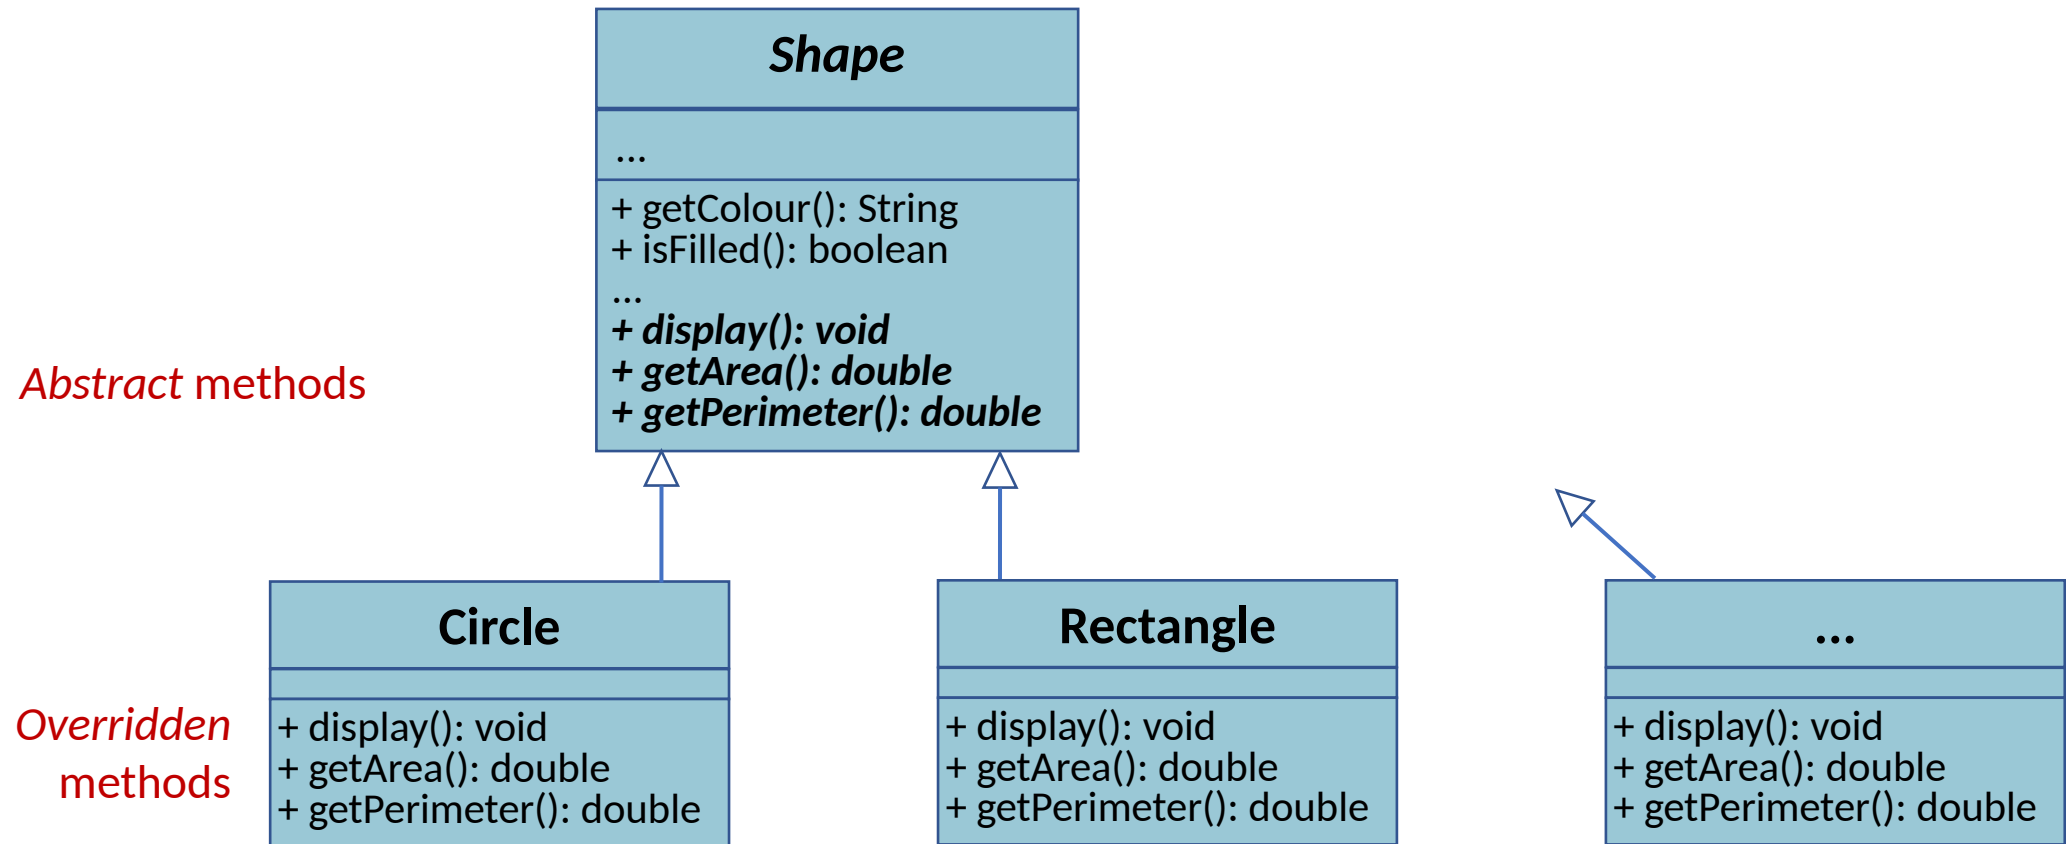 Shape
...
+ getColour(): String
+ isFilled(): boolean
...
+ display(): void
+ getArea(): double
+ getPerimeter(): double
Abstract methods
Circle
+ display(): void
+ getArea(): double
+ getPerimeter(): double
Rectangle
+ display(): void
+ getArea(): double
+ getPerimeter(): double
...
+ display(): void
+ getArea(): double
+ getPerimeter(): double
Overridden
methods